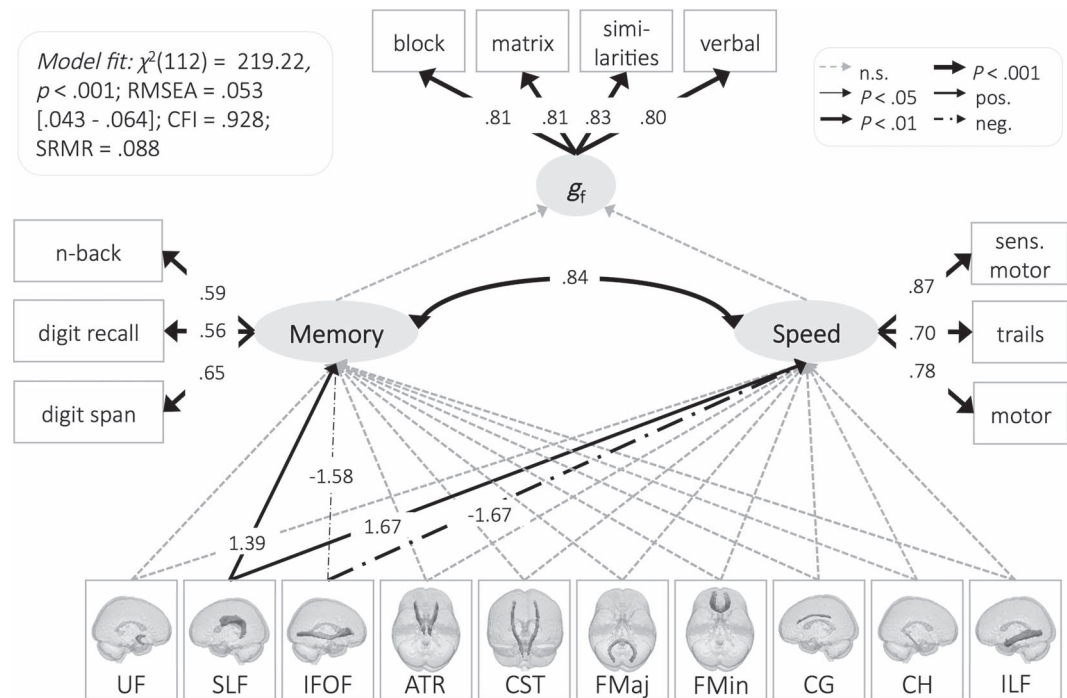 Model fit: χ²(112) = 219.22,
p < .001; RMSEA = .053
[.043 - .064]; CFI = .928;
SRMR = .088
block
matrix
simi-
larities
verbal
n.s.
P < .05
P < .01
P < .001
pos.
neg.
.81
.81
.83
.80
gf
n-back
digit recall
digit span
.59
.56
.65
Memory
.84
Speed
.87
.70
.78
sens.
motor
trails
motor
-1.58
-1.67
1.67
1.39
UF
SLF
IFOF
ATR
CST
FMaj
FMin
CG
CH
ILF